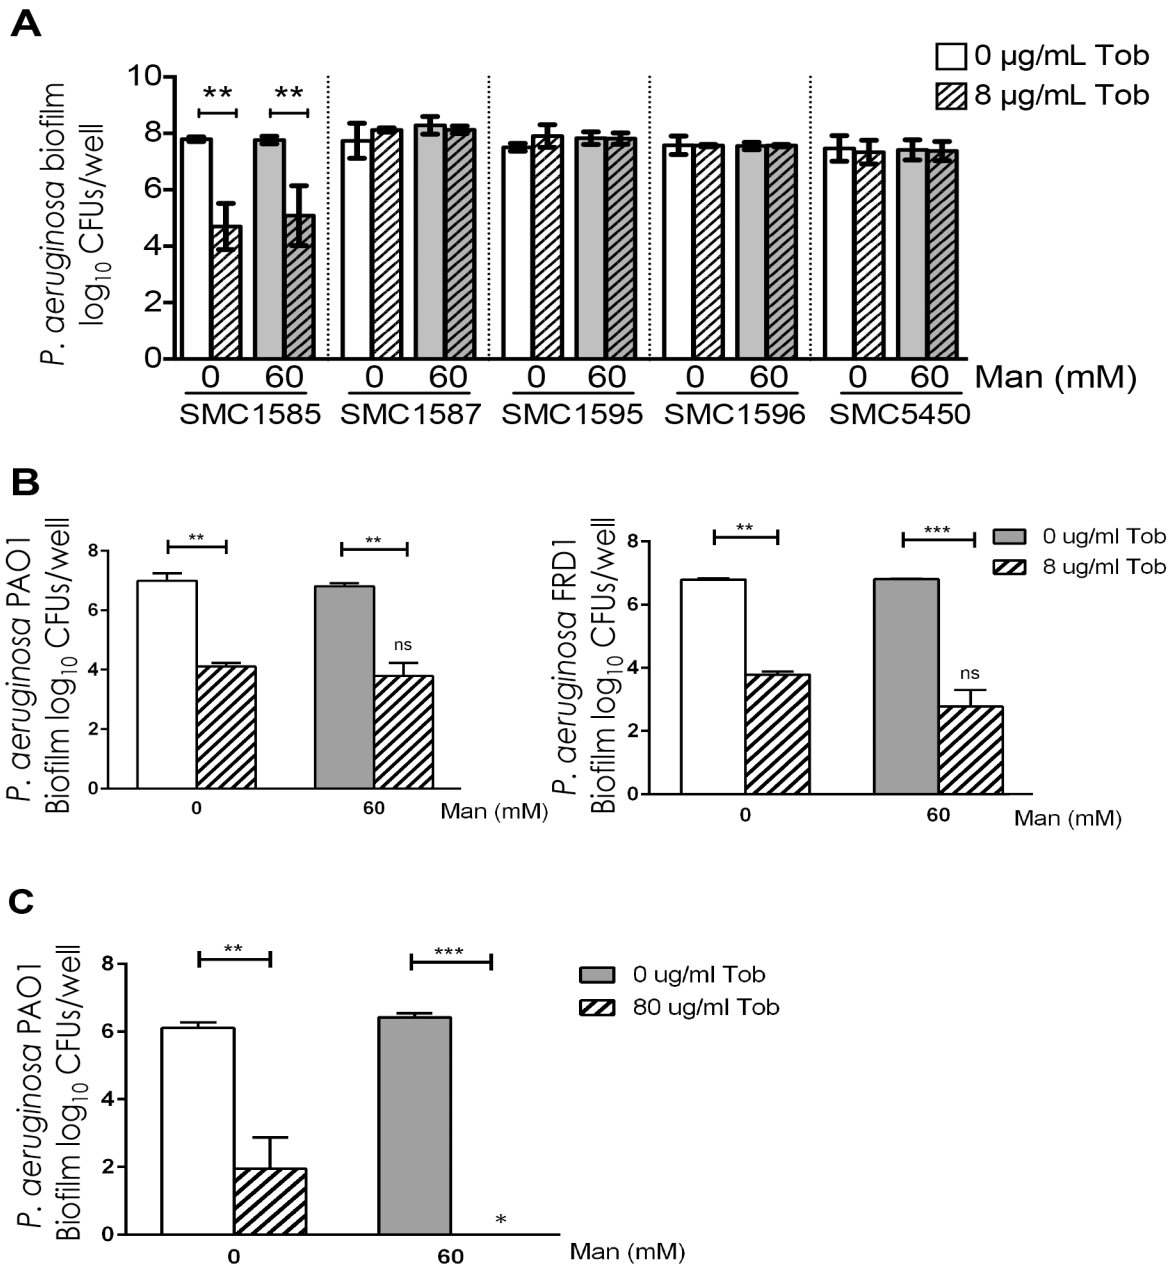 A
P. aeruginosa biofilm
log10 CFUs/well
10
8
6
4
2
0
** **
0 µg/mL Tob
8 µg/mL Tob
0 60 0 60 0 60 0 60 0 60 Man (mM)
SMC1585 SMC1587 SMC1595 SMC1596 SMC5450
B
P. aeruginosa PAO1
Biofilm log10 CFUs/well
8
6
4
2
0
** **
ns
0 60 Man (mM)
P. aeruginosa FRD1
Biofilm log10 CFUs/well
8
6
4
2
0
** ***
ns
0 60 Man (mM)
0 ug/ml Tob
8 ug/ml Tob
C
P. aeruginosa PAO1
Biofilm log10 CFUs/well
8
6
4
2
0
** ***
*
0 60 Man (mM)
0 ug/ml Tob
80 ug/ml Tob